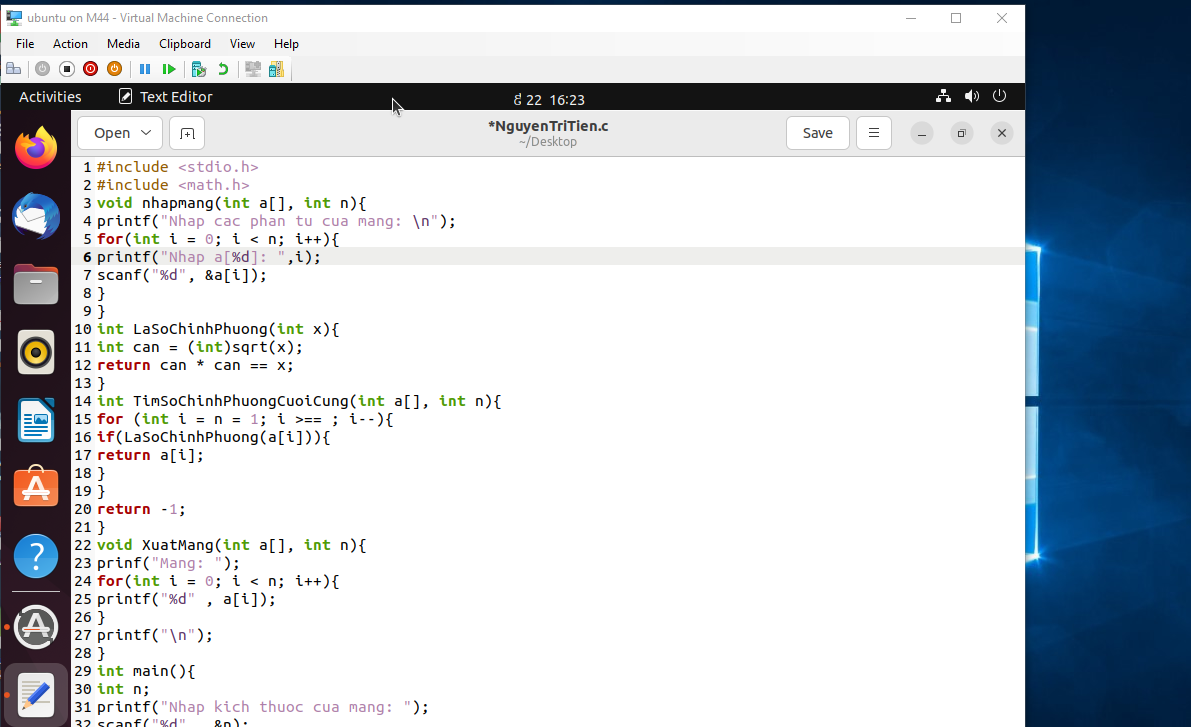 ubuntu on M44 - Virtual Machine Connection
File Action Media Clipboard View Help
Activities Text Editor 22 16:23
Open *NguyenTriTien.c Save
~/Desktop
1 #include <stdio.h>
2 #include <math.h>
3 void nhapmang(int a[], int n){
4 printf("Nhap cac phan tu cua mang: \n");
5 for(int i = 0; i < n; i++){
6 printf("Nhap a[%d]: ",i);
7 scanf("%d", &a[i]);
8 }
9 }
10 int LaSoChinhPhuong(int x){
11 int can = (int)sqrt(x);
12 return can * can == x;
13 }
14 int TimSoChinhPhuongCuoiCung(int a[], int n){
15 for (int i = n = 1; i >== ; i--){
16 if(LaSoChinhPhuong(a[i])){
17 return a[i];
18 }
19 }
20 return -1;
21 }
22 void XuatMang(int a[], int n){
23 prinf("Mang: ");
24 for(int i = 0; i < n; i++){
25 printf("%d" , a[i]);
26 }
27 printf("\n");
28 }
29 int main(){
30 int n;
31 printf("Nhap kich thuoc cua mang: ");
32 scanf("%d" , &n);